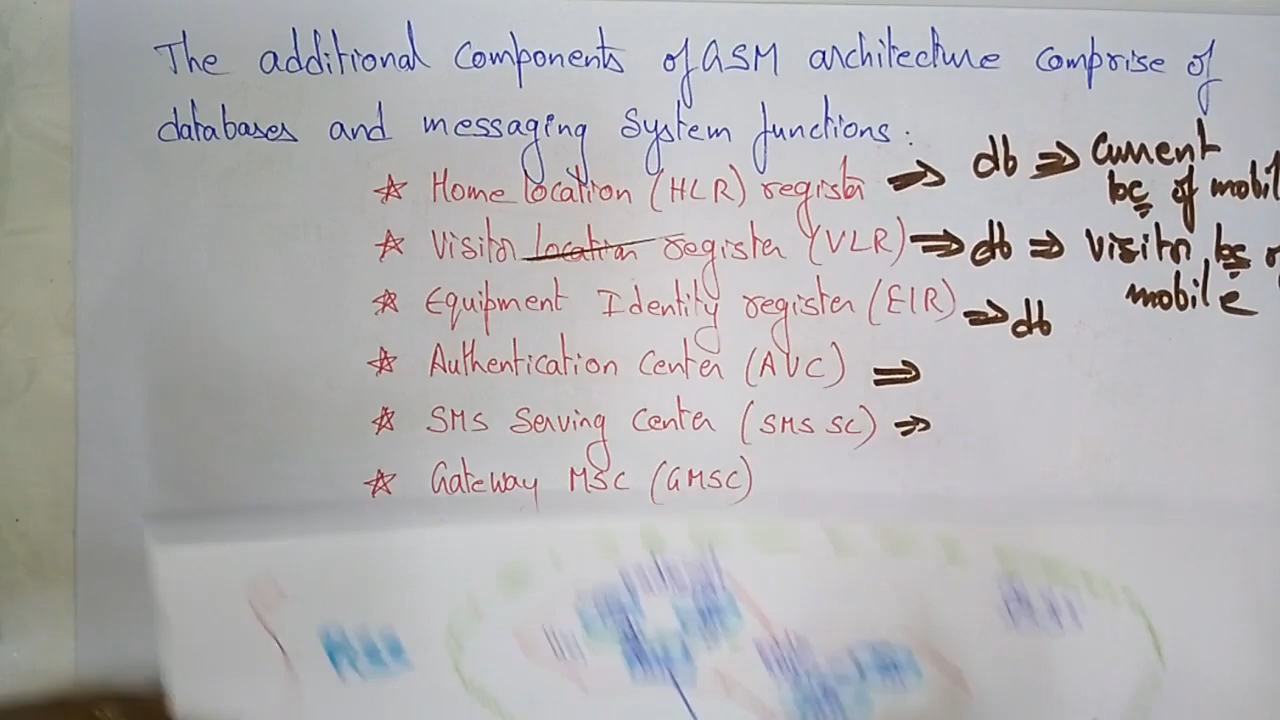 The additional components of GSM architecture comprise of
databases and messaging System functions:
☆ Home location (HLR) register ⇒ db ⇒ current
loc of mobil
☆ Visitor location register (VLR) ⇒ db ⇒ visitor loc o
mobile
☆ Equipment Identity register (EIR) ⇒ db
☆ Authentication Center (AUC) ⇒
☆ SMS Serving Center (SMS SC) ⇒
☆ Gateway MSC (GMSC)